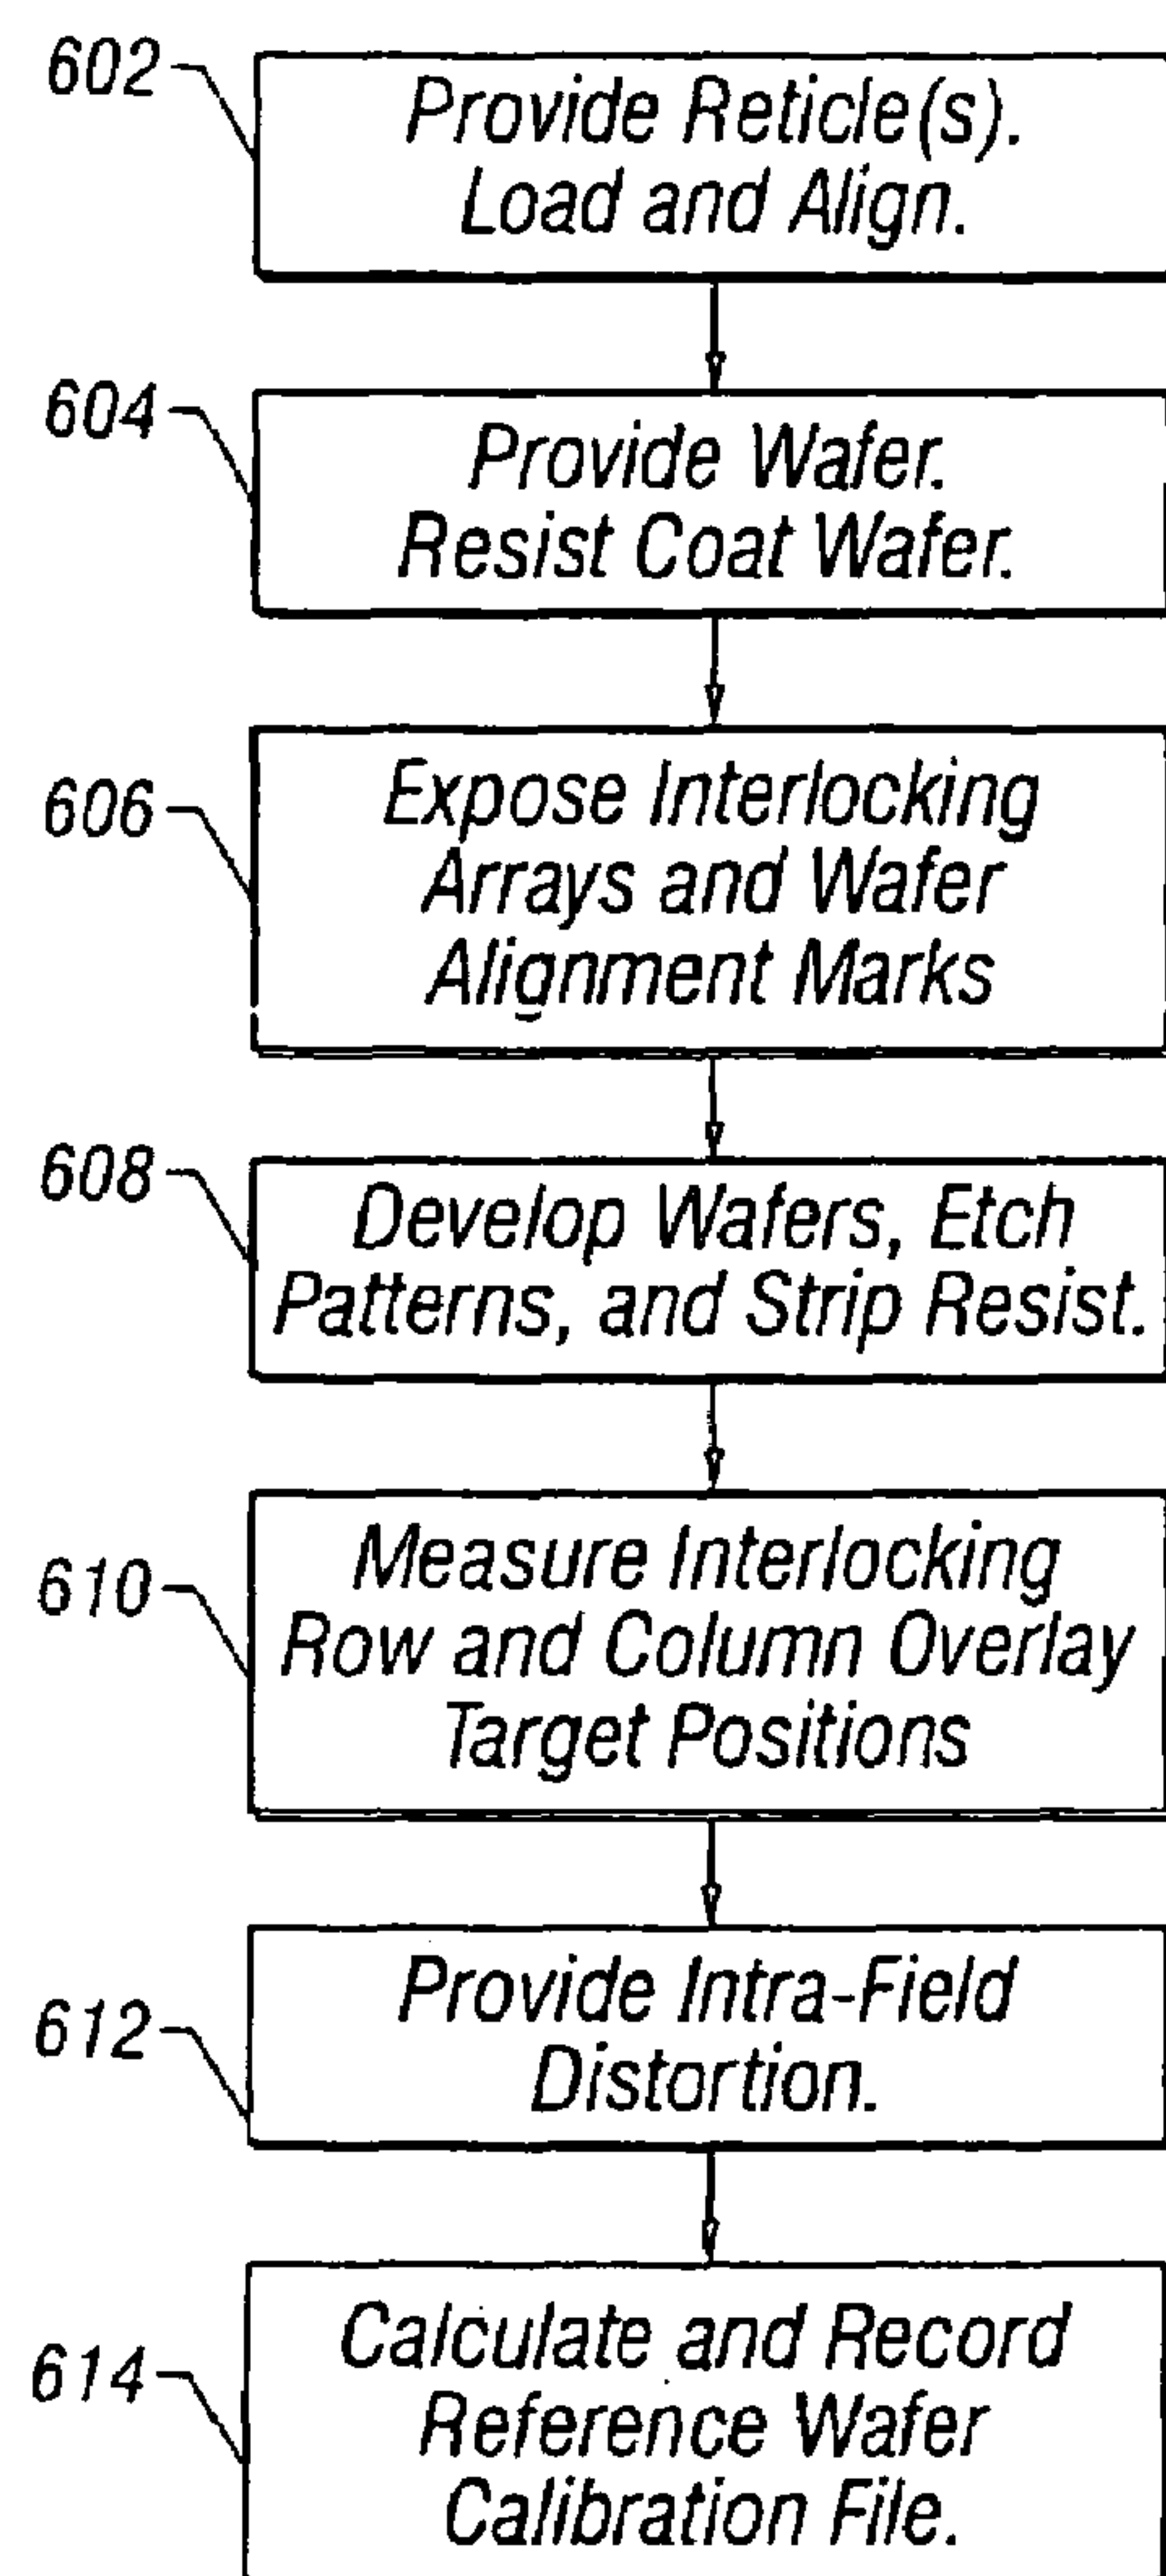 602
Provide Reticle(s).
Load and Align.
604
Provide Wafer.
Resist Coat Wafer.
606
Expose Interlocking
Arrays and Wafer
Alignment Marks
608
Develop Wafers, Etch
Patterns, and Strip Resist.
610
Measure Interlocking
Row and Column Overlay
Target Positions
612
Provide Intra-Field
Distortion.
614
Calculate and Record
Reference Wafer
Calibration File.